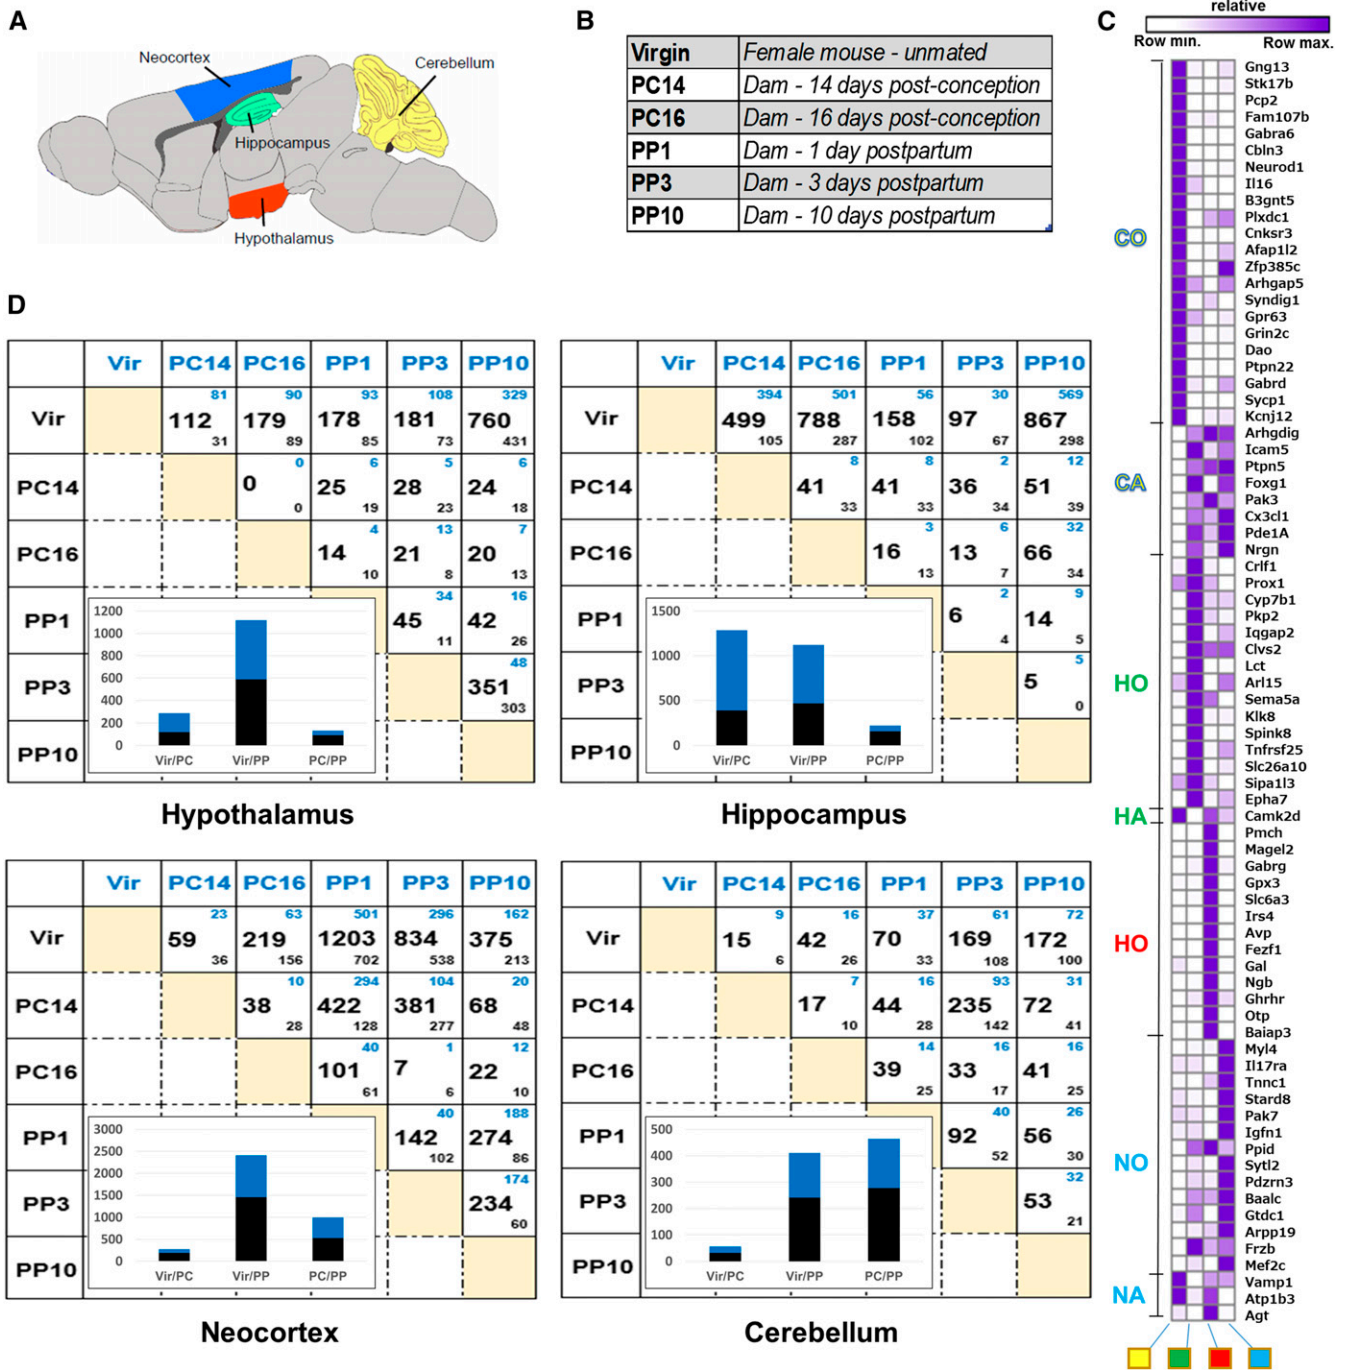 A
Neocortex
Cerebellum
Hippocampus
Hypothalamus
B
Virgin Female mouse - unmated
PC14 Dam - 14 days post-conception
PC16 Dam - 16 days post-conception
PP1 Dam - 1 day postpartum
PP3 Dam - 3 days postpartum
PP10 Dam - 10 days postpartum
C
relative
Row min. Row max.
Gng13
Stk17b
Pcp2
Fam107b
Gabra6
Cbln3
Neurod1
Il16
B3gnt5
Plxdc1
Cnksr3
Afap1l2
Zfp385c
Arhgap5
Syndig1
Gpr63
Grin2c
Dao
Ptpn22
Gabrd
Sycp1
Kcnj12
Arhgdig
Icam5
Ptpn5
Foxg1
Pak3
Cx3cl1
Pde1A
Nrgn
Crlf1
Prox1
Cyp7b1
Pkp2
Iqgap2
Clvs2
Lct
Arl15
Sema5a
Klk8
Spink8
Tnfrsf25
Slc26a10
Sipa1l3
Epha7
Camk2d
Pmch
Magel2
Gabrg
Gpx3
Slc6a3
Irs4
Avp
Fezf1
Gal
Ngb
Ghrhr
Otp
Baiap3
Myl4
Il17ra
Tnnc1
Stard8
Pak7
Igfn1
Ppid
Sytl2
Pdzrn3
Baalc
Gtdc1
Arpp19
Frzb
Mef2c
Vamp1
Atp1b3
Agt
CO
CA
HO
HA
HO
NO
NA
D
Vir PC14 PC16 PP1 PP3 PP10
81 90 93 108 329
Vir 112 179 178 181 760
31 89 85 73 431
0 6 5 6
PC14 0 25 28 24
0 19 23 18
4 13 7
PC16 14 21 20
10 8 13
34 16
PP1 45 42
11 26
48
PP3 351
303
PP10
1200
1000
800
600
400
200
0
Vir/PC Vir/PP PC/PP
Hypothalamus
Vir PC14 PC16 PP1 PP3 PP10
394 501 56 30 569
Vir 499 788 158 97 867
105 287 102 67 298
8 8 2 12
PC14 41 41 36 51
33 33 34 39
3 6 32
PC16 16 13 66
13 7 34
2 9
PP1 6 14
4 5
5
PP3 5
0
PP10
1500
1000
500
0
Vir/PC Vir/PP PC/PP
Hippocampus
Vir PC14 PC16 PP1 PP3 PP10
23 63 501 296 162
Vir 59 219 1203 834 375
36 156 702 538 213
10 294 104 20
PC14 38 422 381 68
28 128 277 48
40 1 12
PC16 101 7 22
61 6 10
40 188
PP1 142 274
102 86
174
PP3 234
60
PP10
3000
2500
2000
1500
1000
500
0
Vir/PC Vir/PP PC/PP
Neocortex
Vir PC14 PC16 PP1 PP3 PP10
9 16 37 61 72
Vir 15 42 70 169 172
6 26 33 108 100
7 16 93 31
PC14 17 44 235 72
10 28 142 41
14 16 16
PC16 39 33 41
25 17 25
40 26
PP1 92 56
52 30
32
PP3 53
21
PP10
500
400
300
200
100
0
Vir/PC Vir/PP PC/PP
Cerebellum